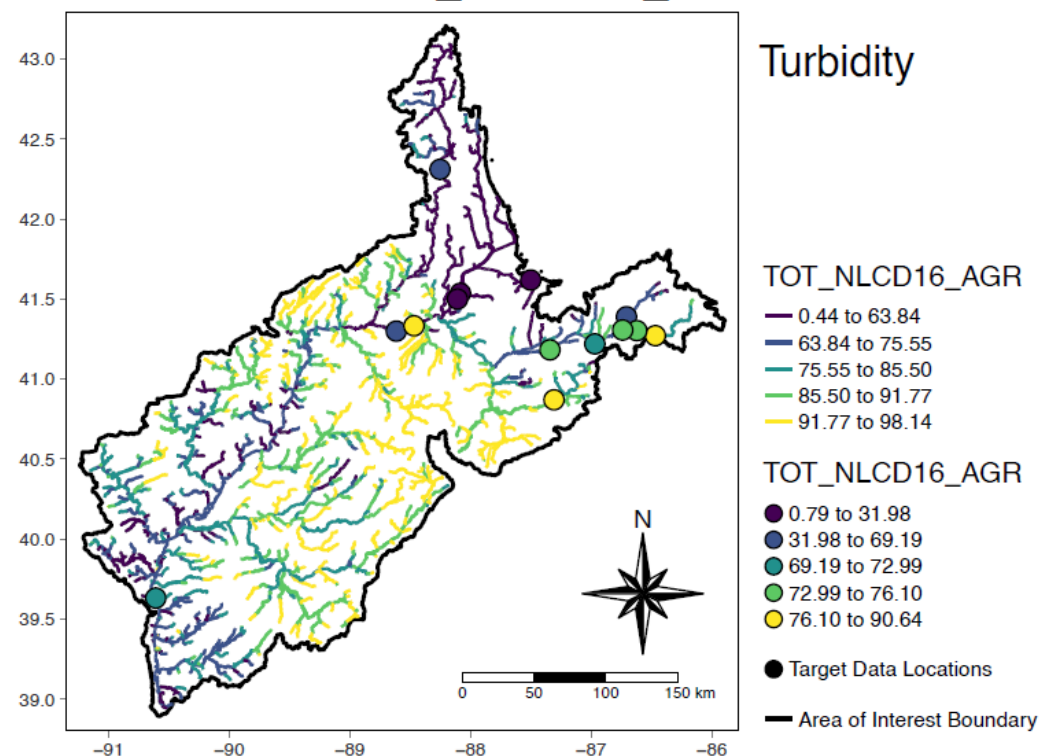 Turbidity
43.0
42.5
42.0
41.5
41.0
40.5
40.0
39.5
39.0
−91
−90
−89
−88
−87
−86
N
0
50
100
150 km
TOT_NLCD16_AGR
0.44 to 63.84
63.84 to 75.55
75.55 to 85.50
85.50 to 91.77
91.77 to 98.14
TOT_NLCD16_AGR
0.79 to 31.98
31.98 to 69.19
69.19 to 72.99
72.99 to 76.10
76.10 to 90.64
Target Data Locations
Area of Interest Boundary